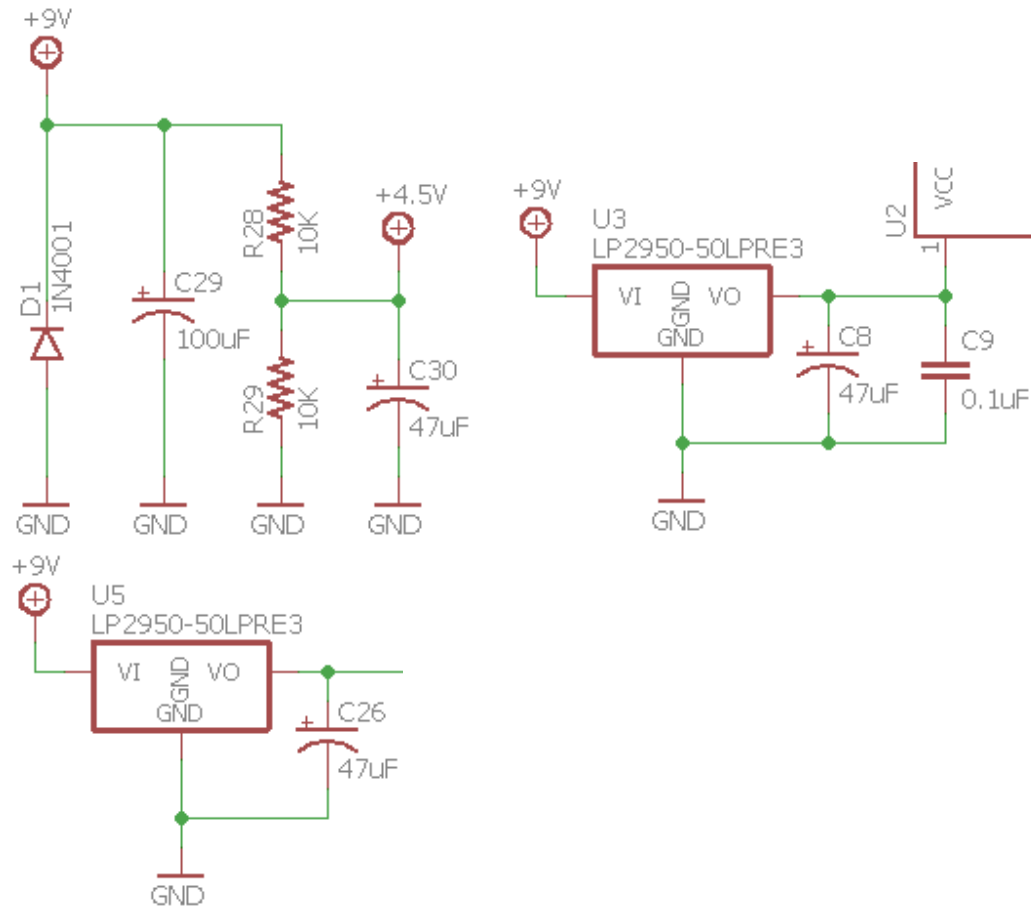 +9V
D1
1N4001
C29
100uF
R28
10K
+4.5V
R29
10K
C30
47uF
GND
GND
GND
GND
+9V
U3
LP2950-50LPRE3
VI
GND
VO
GND
U2
VCC
1
C8
47uF
C9
0.1uF
GND
+9V
U5
LP2950-50LPRE3
VI
GND
VO
GND
C26
47uF
GND